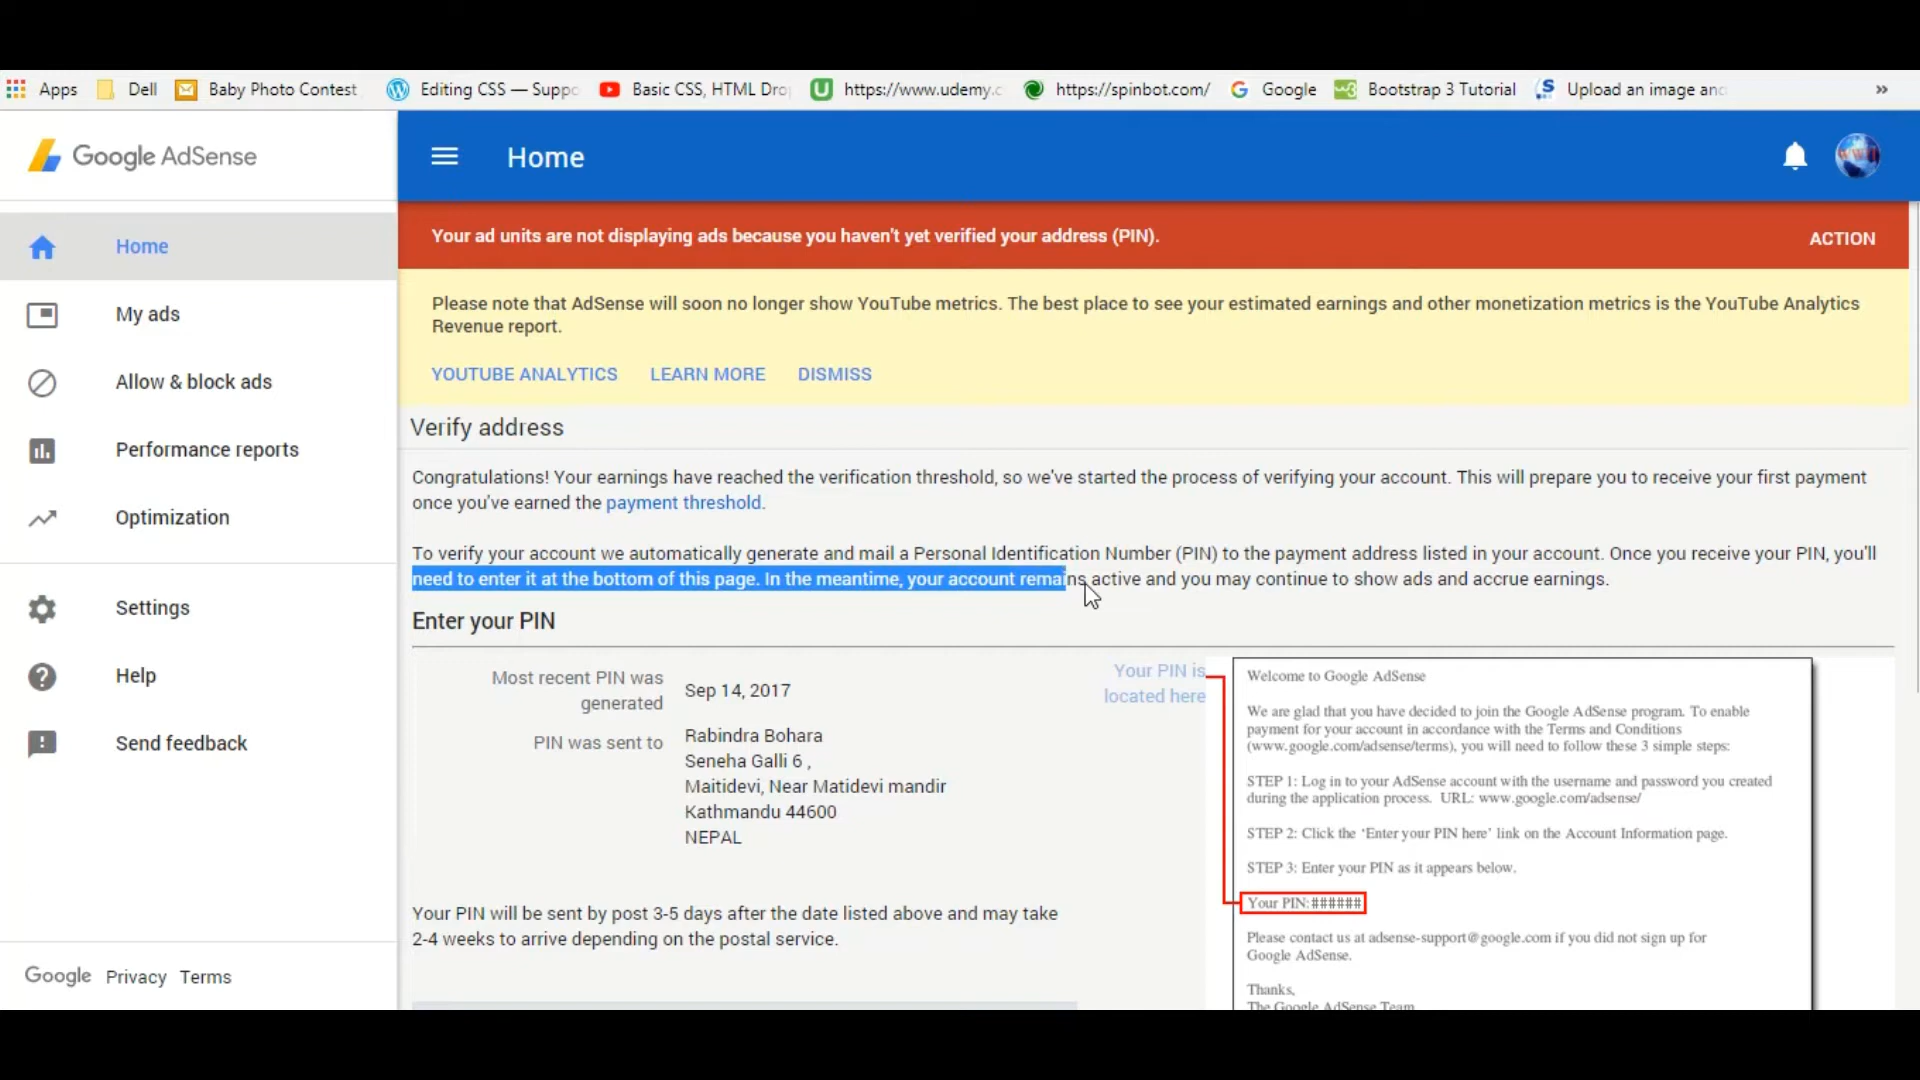 Apps Dell Baby Photo Contest Editing CSS — Suppo Basic CSS, HTML Dro https://www.udemy.c https://spinbot.com/ Google Bootstrap 3 Tutorial Upload an image and »
Google AdSense
Home
Your ad units are not displaying ads because you haven't yet verified your address (PIN).
ACTION
Home
My ads
Allow & block ads
Performance reports
Optimization
Settings
Help
Send feedback
Google Privacy Terms
Please note that AdSense will soon no longer show YouTube metrics. The best place to see your estimated earnings and other monetization metrics is the YouTube Analytics
Revenue report.
YOUTUBE ANALYTICS LEARN MORE DISMISS
Verify address
Congratulations! Your earnings have reached the verification threshold, so we've started the process of verifying your account. This will prepare you to receive your first payment
once you've earned the payment threshold.
To verify your account we automatically generate and mail a Personal Identification Number (PIN) to the payment address listed in your account. Once you receive your PIN, you'll
need to enter it at the bottom of this page. In the meantime, your account remains active and you may continue to show ads and accrue earnings.
Enter your PIN
Most recent PIN was
generated
Sep 14, 2017
PIN was sent to
Rabindra Bohara
Seneha Galli 6 ,
Maitidevi, Near Matidevi mandir
Kathmandu 44600
NEPAL
Your PIN will be sent by post 3-5 days after the date listed above and may take
2-4 weeks to arrive depending on the postal service.
Your PIN is
located here
Welcome to Google AdSense
We are glad that you have decided to join the Google AdSense program. To enable
payment for your account in accordance with the Terms and Conditions
(www.google.com/adsense/terms), you will need to follow these 3 simple steps:
STEP 1: Log in to your AdSense account with the username and password you created
during the application process. URL: www.google.com/adsense/
STEP 2: Click the ‘Enter your PIN here’ link on the Account Information page.
STEP 3: Enter your PIN as it appears below.
Your PIN:######
Please contact us at adsense-support@google.com if you did not sign up for
Google AdSense.
Thanks,
The Google AdSense Team